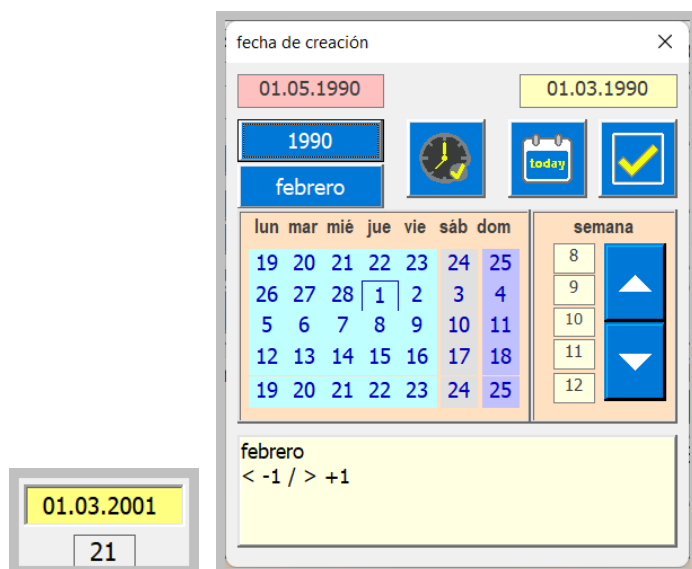 fecha de creación
01.05.1990 01.03.1990
1990
today
febrero
lun mar mié jue vie sáb dom semana
19 20 21 22 23 24 25 8
26 27 28 1 2 3 4 9
5 6 7 8 9 10 11 10
12 13 14 15 16 17 18 11
19 20 21 22 23 24 25 12
febrero
< -1 / > +1
01.03.2001
21